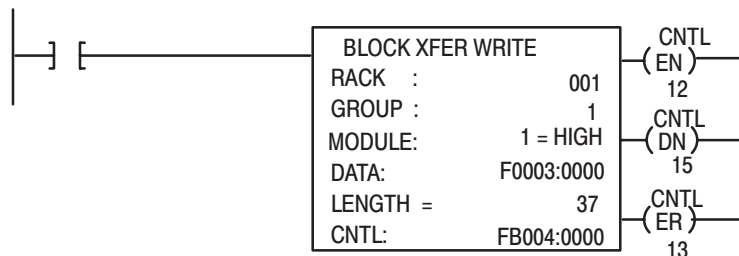 BLOCK XFER WRITE
RACK : 001
GROUP : 1
MODULE: 1 = HIGH
DATA: F0003:0000
LENGTH = 37
CNTL: FB004:0000
CNTL
EN
12
CNTL
DN
15
CNTL
ER
13